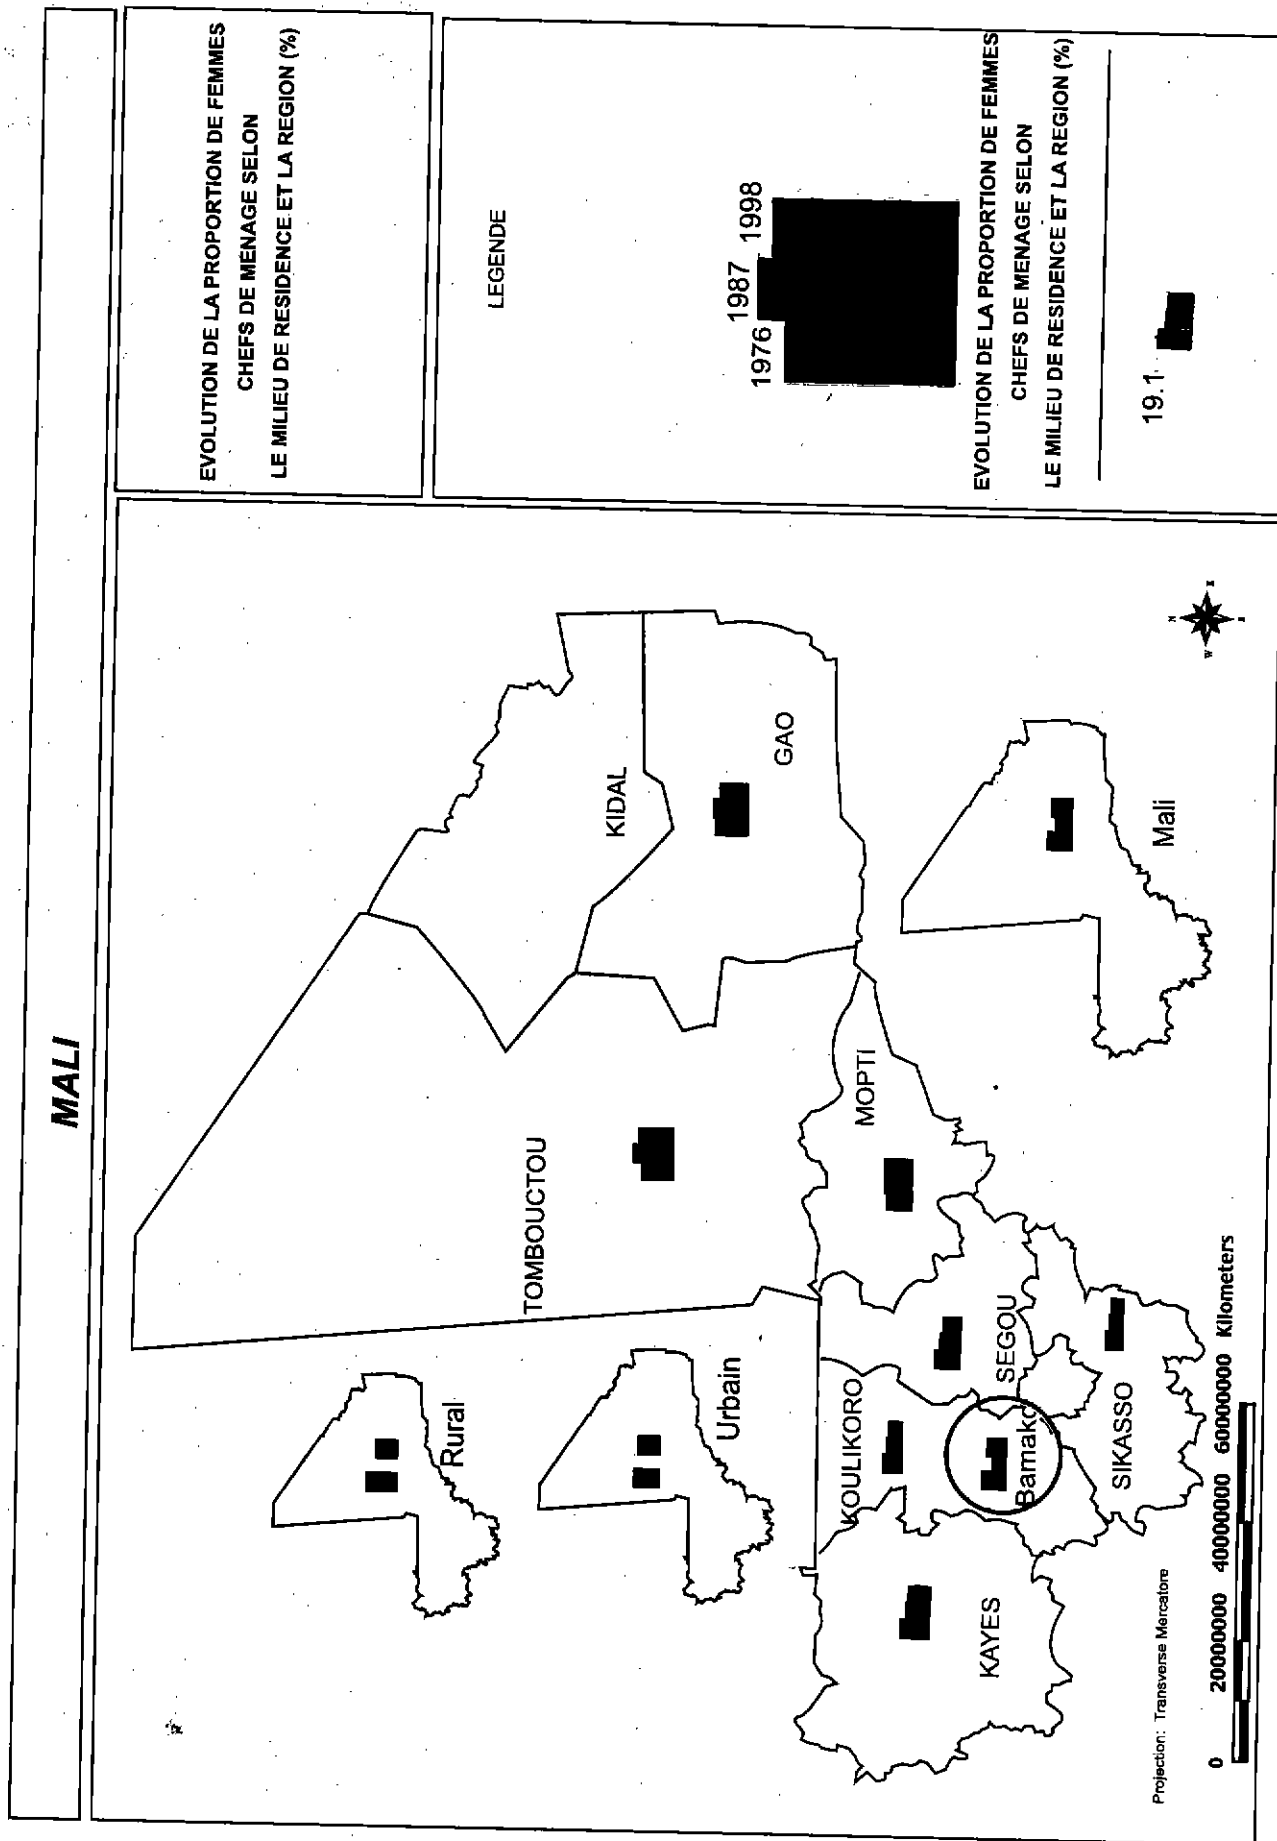 MALI
EVOLUTION DE LA PROPORTION DE FEMMES
CHEFS DE MENAGE SELON
LE MILIEU DE RESIDENCE ET LA REGION (%)
LEGENDE
1976 1987 1998
EVOLUTION DE LA PROPORTION DE FEMMES
CHEFS DE MENAGE SELON
LE MILIEU DE RESIDENCE ET LA REGION (%)
19.1
Rural
Urbain
TOMBOUCTOU
KIDAL
GAO
MOPTI
KOULIKORO
SEGOU
Bamako
KAYES
SIKASSO
Mali
N
W
E
S
Projection: Transverse Mercatore
0 20000000 40000000 60000000 Kilometers